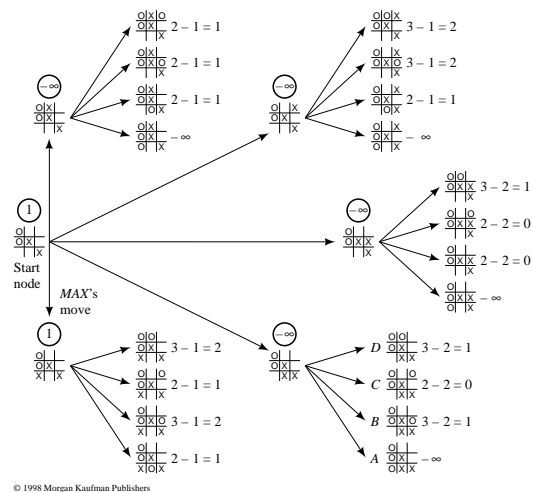 2 – 1 = 1
2 – 1 = 1
2 – 1 = 1
– ∞
3 – 1 = 2
3 – 1 = 2
2 – 1 = 1
– ∞
– ∞
– ∞
1
Start
node
MAX's
move
– ∞
3 – 2 = 1
2 – 2 = 0
2 – 2 = 0
– ∞
1
3 – 1 = 2
2 – 1 = 1
3 – 1 = 2
2 – 1 = 1
– ∞
D 3 – 2 = 1
C 2 – 2 = 0
B 3 – 2 = 1
A – ∞
© 1998 Morgan Kaufman Publishers